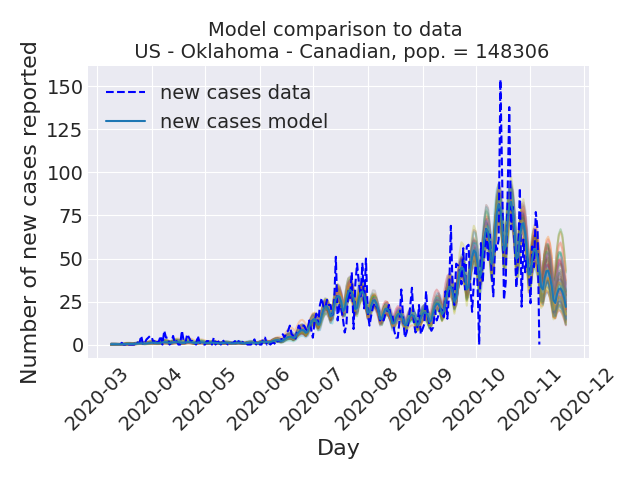 Model comparison to data
US - Oklahoma - Canadian, pop. = 148306
Number of new cases reported
150
125
100
75
50
25
0
new cases data
new cases model
2020-03
2020-04
2020-05
2020-06
2020-07
2020-08
2020-09
2020-10
2020-11
2020-12
Day